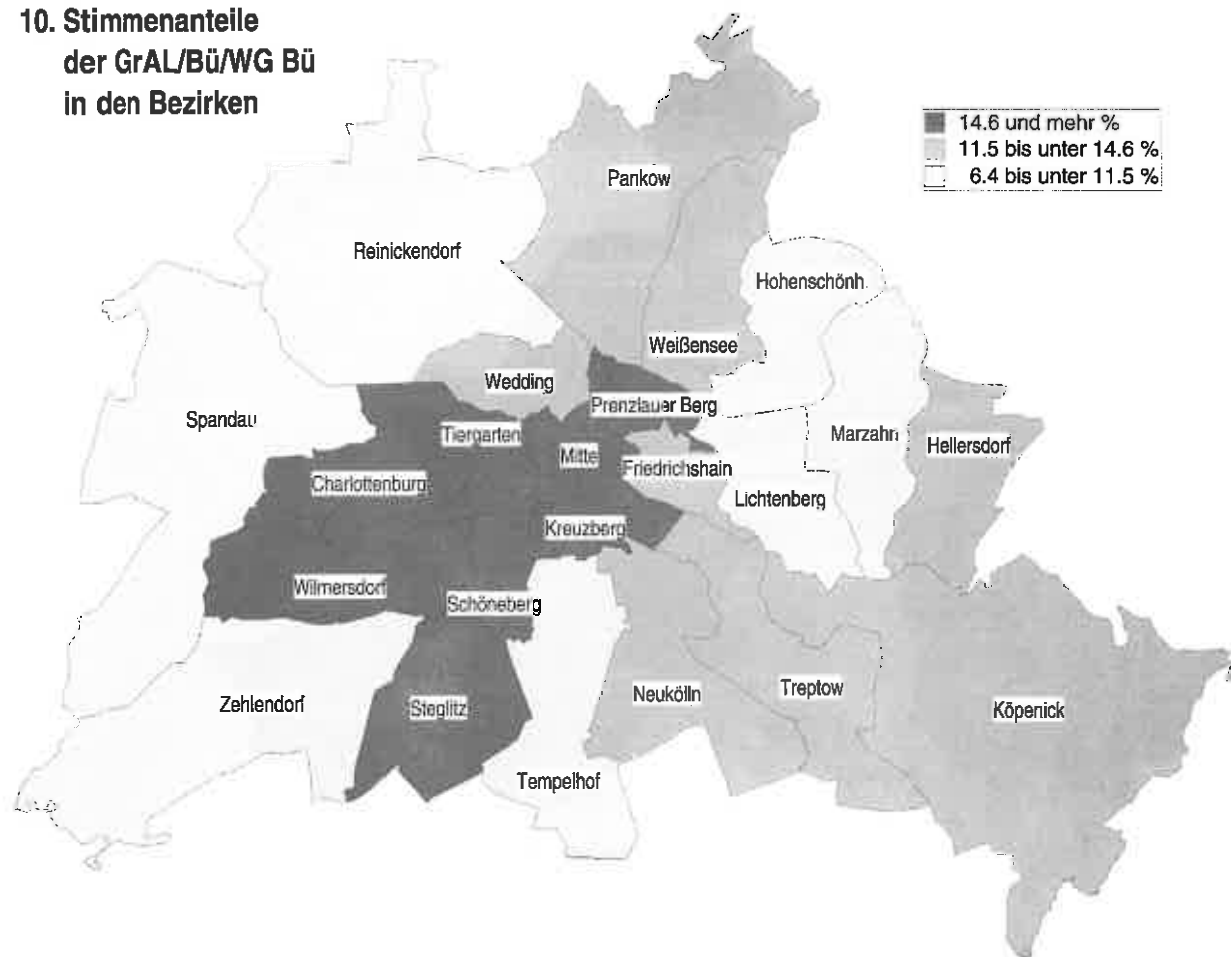 10. Stimmenanteile
der GrAL/Bü/WG Bü
in den Bezirken
14.6 und mehr %
11.5 bis unter 14.6 %
6.4 bis unter 11.5 %
Pankow
Reinickendorf
Hohenschönh.
Weißensee
Wedding
Prenzlauer Berg
Spandau
Tiergarten
Mitte
Marzahn
Hellersdorf
Friedrichshain
Charlottenburg
Lichtenberg
Kreuzberg
Wilmersdorf
Schöneberg
Zehlendorf
Steglitz
Neukölln
Treptow
Köpenick
Tempelhof